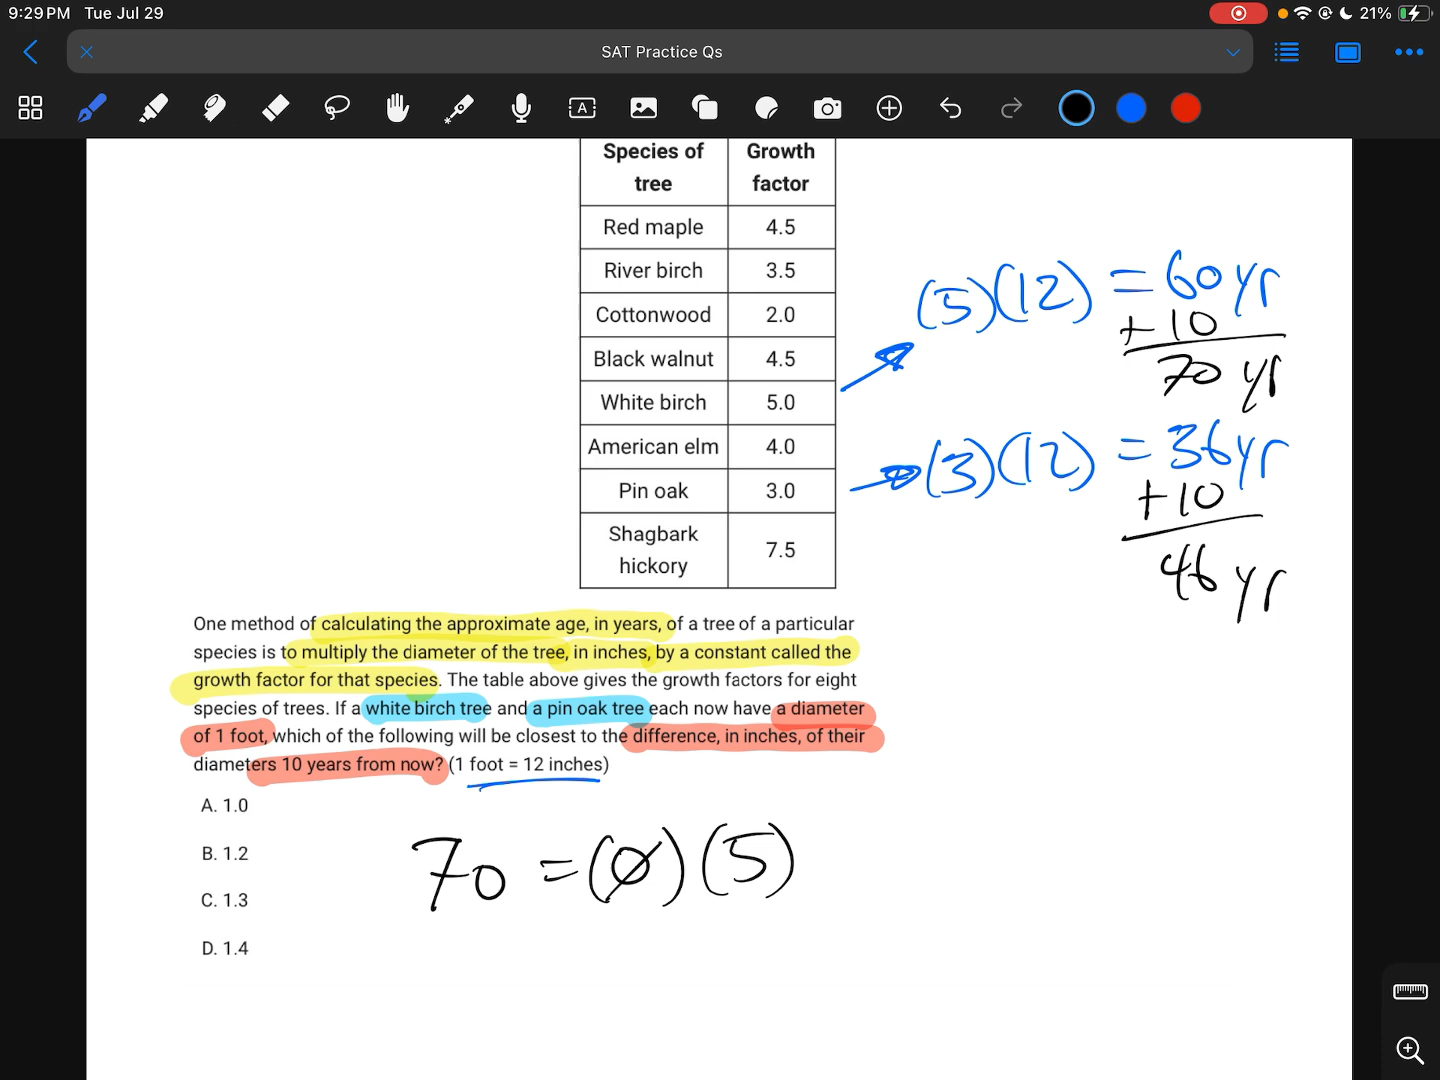 9:29 PM Tue Jul 29
21%
SAT Practice Qs
A
Species of tree Growth factor
Red maple 4.5
River birch 3.5
Cottonwood 2.0
Black walnut 4.5
White birch 5.0
American elm 4.0
Pin oak 3.0
Shagbark hickory 7.5
(5)(12) = 60 yr
+10
70 yr
(3)(12) = 36 yr
+10
46 yr
One method of calculating the approximate age, in years, of a tree of a particular
species is to multiply the diameter of the tree, in inches, by a constant called the
growth factor for that species. The table above gives the growth factors for eight
species of trees. If a white birch tree and a pin oak tree each now have a diameter
of 1 foot, which of the following will be closest to the difference, in inches, of their
diameters 10 years from now? (1 foot = 12 inches)
A. 1.0
B. 1.2
C. 1.3
D. 1.4
70 = (Ø)(5)